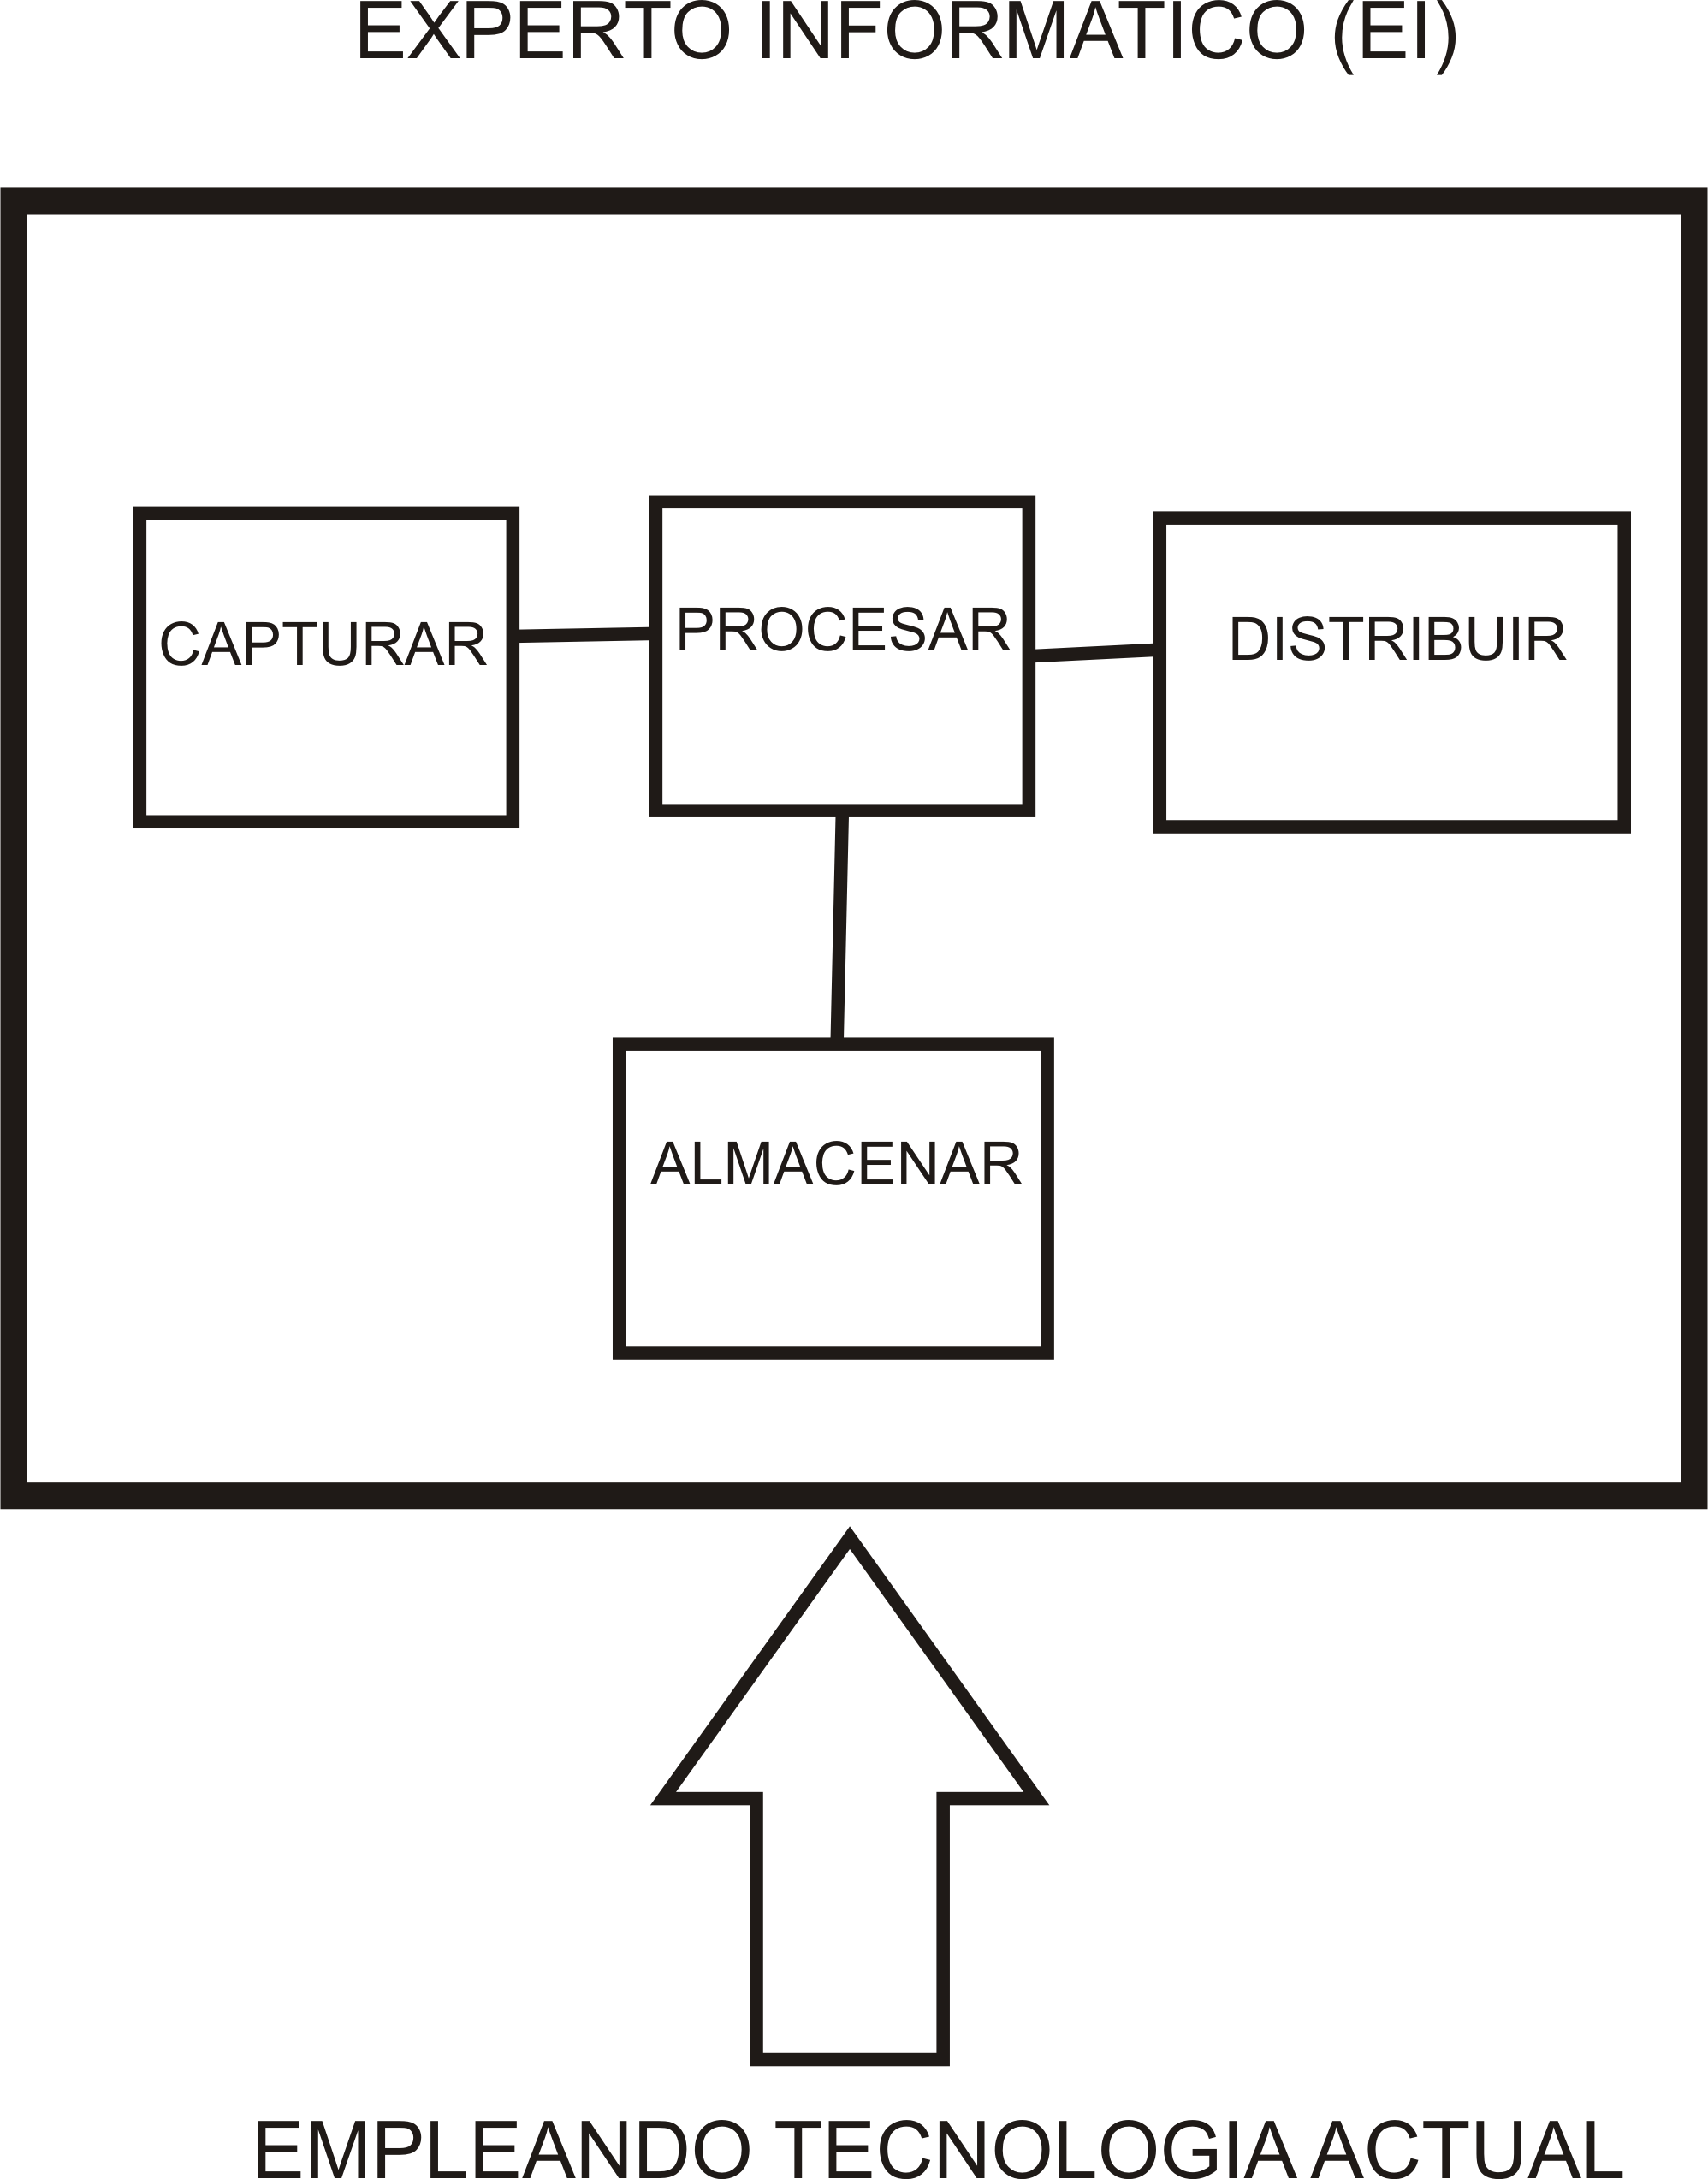 EXPERTO INFORMATICO (EI)
CAPTURAR
PROCESAR
DISTRIBUIR
ALMACENAR
EMPLEANDO TECNOLOGIA ACTUAL